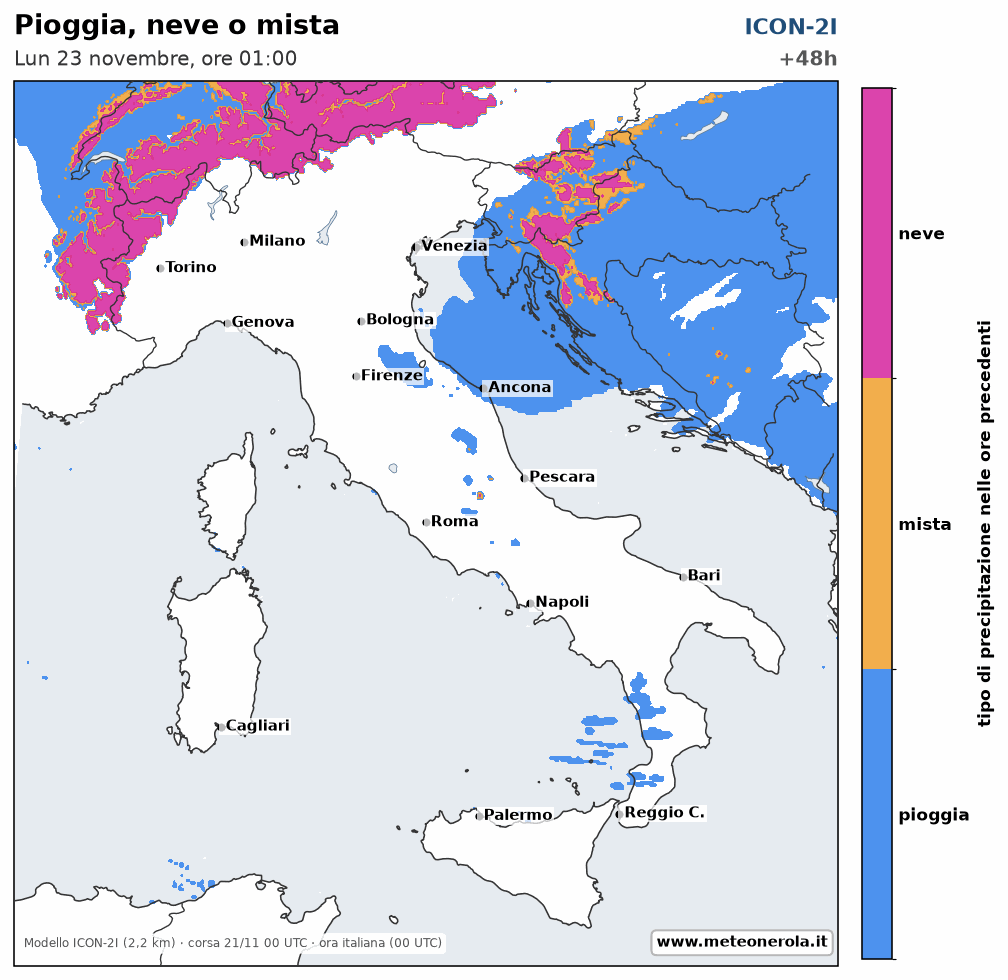 Pioggia, neve o mista
ICON-2I
Lun 23 novembre, ore 01:00
+48h
neve
mista
pioggia
tipo di precipitazione nelle ore precedenti
Milano
Venezia
Torino
Genova
Bologna
Firenze
Ancona
Pescara
Roma
Bari
Napoli
Cagliari
Palermo
Reggio C.
Modello ICON-2I (2,2 km) · corsa 21/11 00 UTC · ora italiana (00 UTC)
www.meteonerola.it